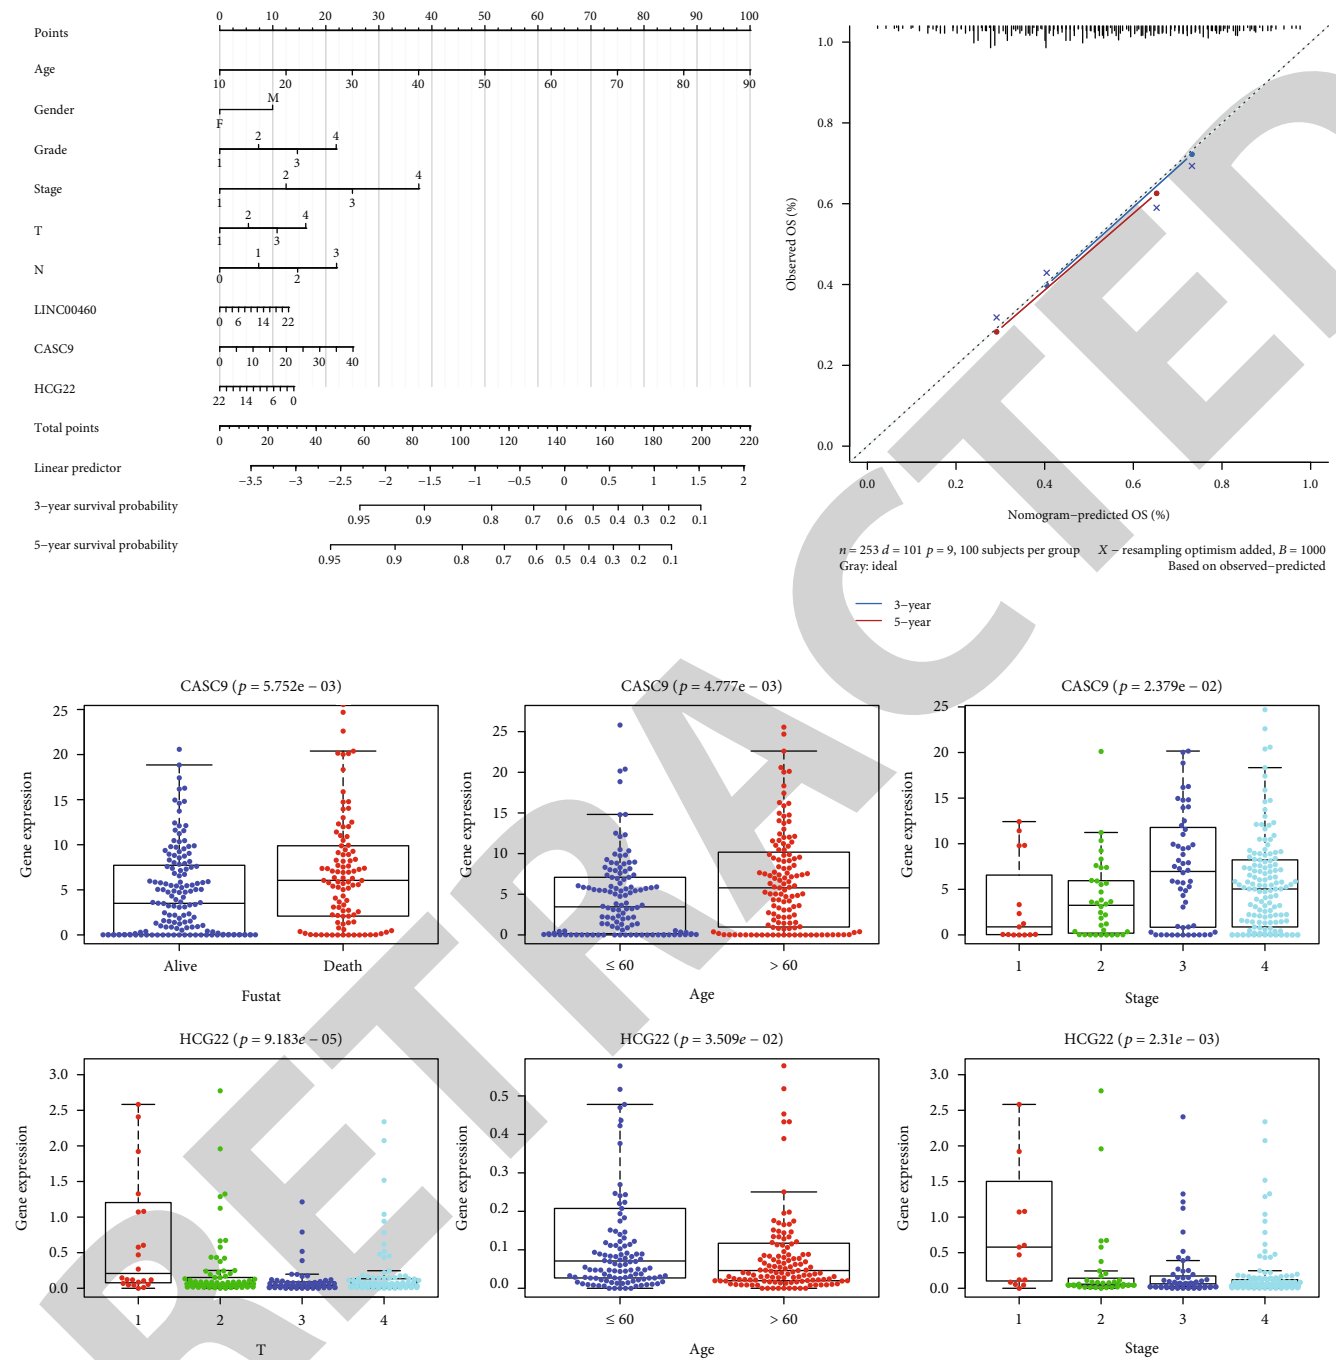 Points 0 10 20 30 40 50 60 70 80 90 100
Age 10 20 30 40 50 60 70 80 90
Gender F M
Grade 1 2 3 4
Stage 1 2 3 4
T 1 2 3 4
N 0 1 2 3
LINC00460 0 6 14 22
CASC9 0 10 20 30 40
HCG22 22 14 6 0
Total points 0 20 40 60 80 100 120 140 160 180 200 220
Linear predictor −3.5 −3 −2.5 −2 −1.5 −1 −0.5 0 0.5 1 1.5 2
3−year survival probability 0.95 0.9 0.8 0.7 0.6 0.5 0.4 0.3 0.2 0.1
5−year survival probability 0.95 0.9 0.8 0.7 0.6 0.5 0.4 0.3 0.2 0.1
Observed OS (%)
1.0
0.8
0.6
0.4
0.2
0.0
0.0 0.2 0.4 0.6 0.8 1.0
Nomogram−predicted OS (%)
n = 253 d = 101 p = 9, 100 subjects per group X − resampling optimism added, B = 1000
Gray: ideal Based on observed−predicted
3−year
5−year
CASC9 (p = 5.752e − 03)
Gene expression
25
20
15
10
5
0
Alive Death
Fustat
CASC9 (p = 4.777e − 03)
Gene expression
25
20
15
10
5
0
≤ 60 > 60
Age
CASC9 (p = 2.379e − 02)
Gene expression
25
20
15
10
5
0
1 2 3 4
Stage
HCG22 (p = 9.183e − 05)
Gene expression
3.0
2.5
2.0
1.5
1.0
0.5
0.0
1 2 3 4
T
HCG22 (p = 3.509e − 02)
Gene expression
0.5
0.4
0.3
0.2
0.1
0.0
≤ 60 > 60
Age
HCG22 (p = 2.31e − 03)
Gene expression
3.0
2.5
2.0
1.5
1.0
0.5
0.0
1 2 3 4
Stage
RETRACTED